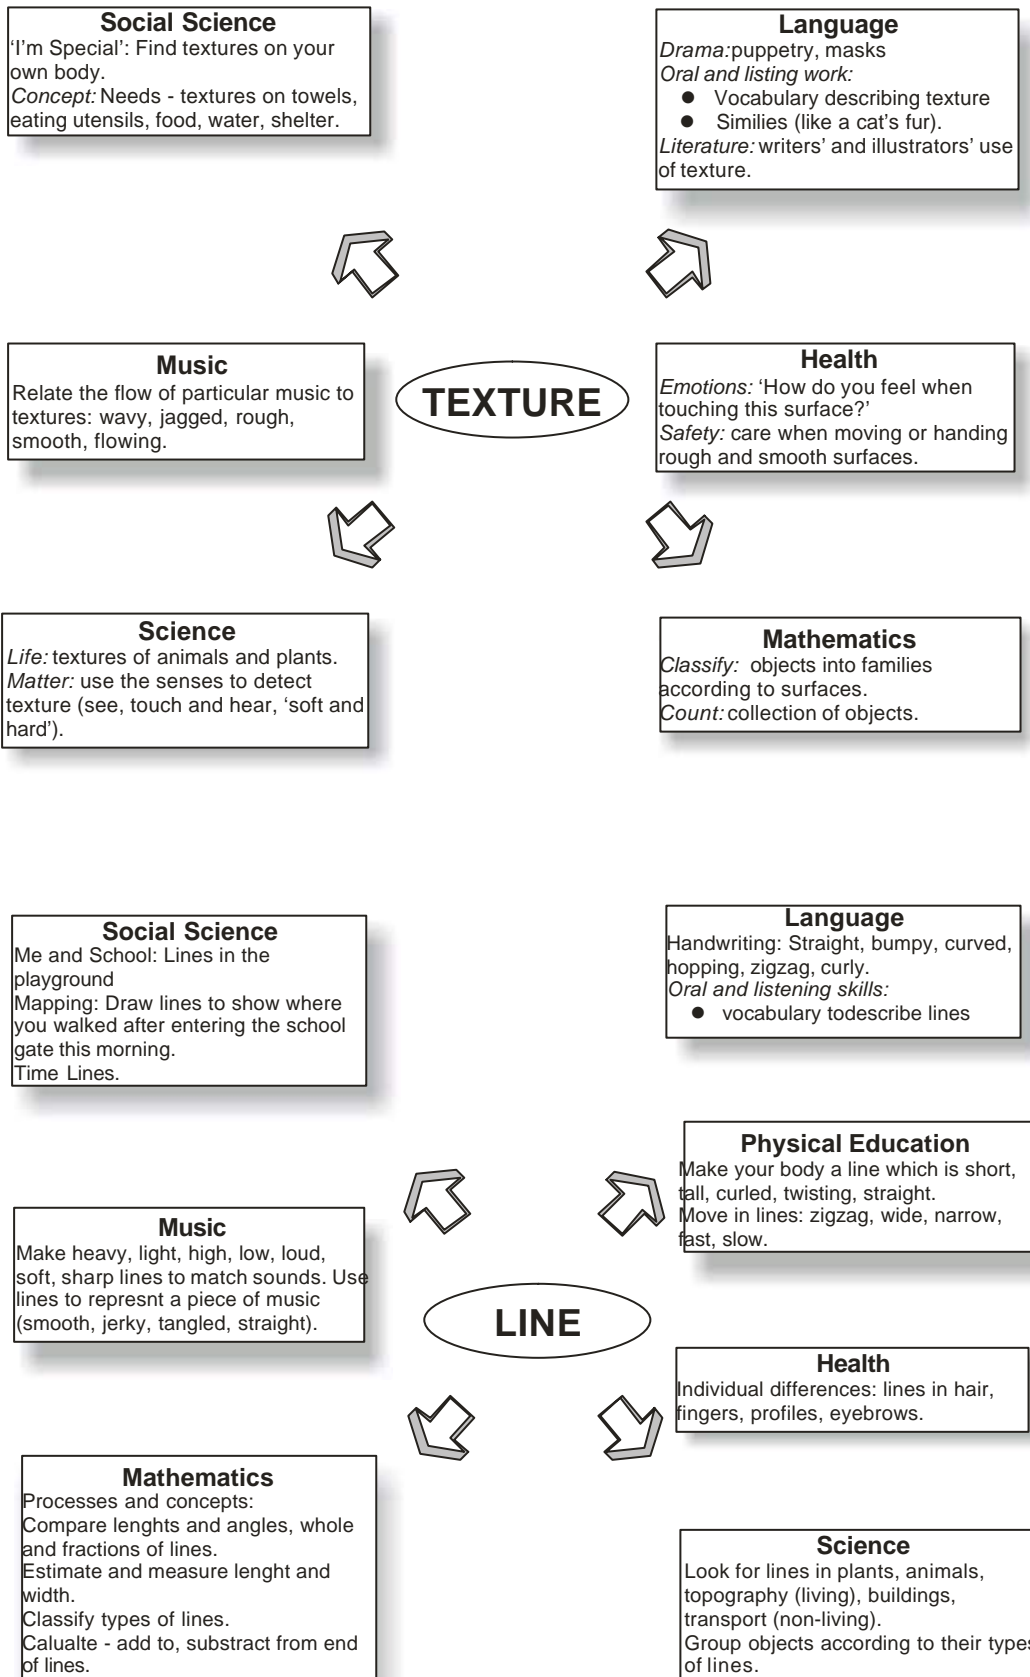 Social Science
‘I’m Special’: Find textures on your
own body.
Concept: Needs - textures on towels,
eating utensils, food, water, shelter.
Language
Drama: puppetry, masks
Oral and listing work:
● Vocabulary describing texture
● Similies (like a cat’s fur).
Literature: writers’ and illustrators’ use
of texture.
Music
Relate the flow of particular music to
textures: wavy, jagged, rough,
smooth, flowing.
TEXTURE
Health
Emotions: ‘How do you feel when
touching this surface?’
Safety: care when moving or handing
rough and smooth surfaces.
Science
Life: textures of animals and plants.
Matter: use the senses to detect
texture (see, touch and hear, ‘soft and
hard’).
Mathematics
Classify: objects into families
according to surfaces.
Count: collection of objects.
Social Science
Me and School: Lines in the
playground
Mapping: Draw lines to show where
you walked after entering the school
gate this morning.
Time Lines.
Language
Handwriting: Straight, bumpy, curved,
hopping, zigzag, curly.
Oral and listening skills:
● vocabulary todescribe lines
Physical Education
Make your body a line which is short,
tall, curled, twisting, straight.
Move in lines: zigzag, wide, narrow,
fast, slow.
Music
Make heavy, light, high, low, loud,
soft, sharp lines to match sounds. Use
lines to represnt a piece of music
(smooth, jerky, tangled, straight).
LINE
Health
Individual differences: lines in hair,
fingers, profiles, eyebrows.
Mathematics
Processes and concepts:
Compare lenghts and angles, whole
and fractions of lines.
Estimate and measure lenght and
width.
Classify types of lines.
Calualte - add to, substract from end
of lines.
Science
Look for lines in plants, animals,
topography (living), buildings,
transport (non-living).
Group objects according to their types
of lines.